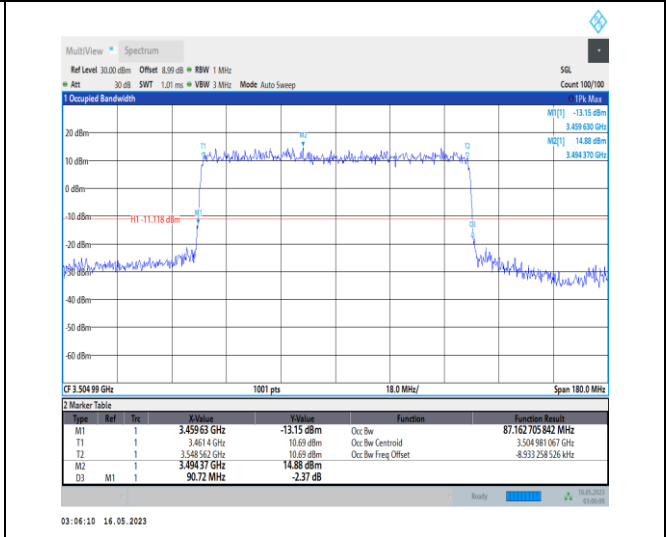 MultiView Spectrum
Ref Level 30.00 dBm Offset 8.99 dB RBW 1 MHz SGL
Att 30 dB SWT 1.01 ms VBW 3 MHz Mode Auto Sweep Count 100/100
1 Occupied Bandwidth 1Pk Max
M1[1] -13.15 dBm
3.459 630 GHz
M2[1] 14.88 dBm
3.494 370 GHz
20 dBm
M2
T1
T2
10 dBm
0 dBm
M1
-10 dBm
H1 -11.118 dBm
D3
-20 dBm
-30 dBm
-40 dBm
-50 dBm
-60 dBm
CF 3.504 99 GHz 1001 pts 18.0 MHz/ Span 180.0 MHz
2 Marker Table
Type Ref Trc X-Value Y-Value Function Function Result
M1 1 3.459 63 GHz -13.15 dBm Occ Bw 87.162 705 842 MHz
T1 1 3.461 4 GHz 10.69 dBm Occ Bw Centroid 3.504 981 067 GHz
T2 1 3.548 562 GHz 10.69 dBm Occ Bw Freq Offset -8.933 258 526 kHz
M2 1 3.494 37 GHz 14.88 dBm
D3 M1 1 90.72 MHz -2.37 dB
Ready 16.05.2023
03:06:09
03:06:10 16.05.2023